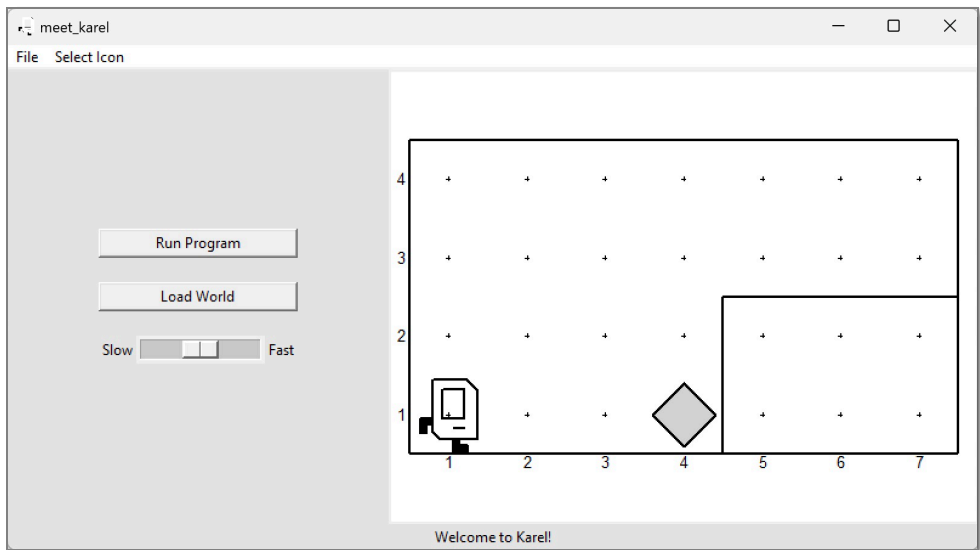 meet_karel
File Select Icon
Run Program
Load World
Slow Fast
4
3
2
1
1 2 3 4 5 6 7
Welcome to Karel!